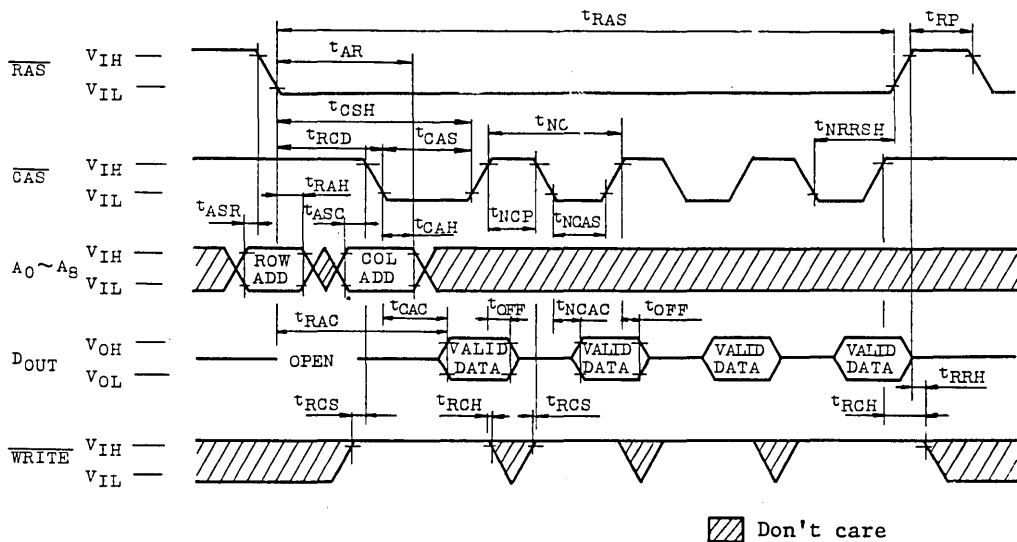 tRAS
tRP
tAR
RAS
VIH
VIL
tCSH
tRCD
tCAS
tNC
tNRRSH
CAS
VIH
VIL
tRAH
tASR
tASC
tCAH
tNCP
tNCAS
A0~A8
VIH
VIL
ROW ADD
COL ADD
tCAC
tOFF
tNCAC
tOFF
tRAC
DOUT
VOH
VOL
OPEN
VALID DATA
VALID DATA
VALID DATA
VALID DATA
tRRH
tRCS
tRCH
tRCS
tRCH
WRITE
VIH
VIL
Don't care